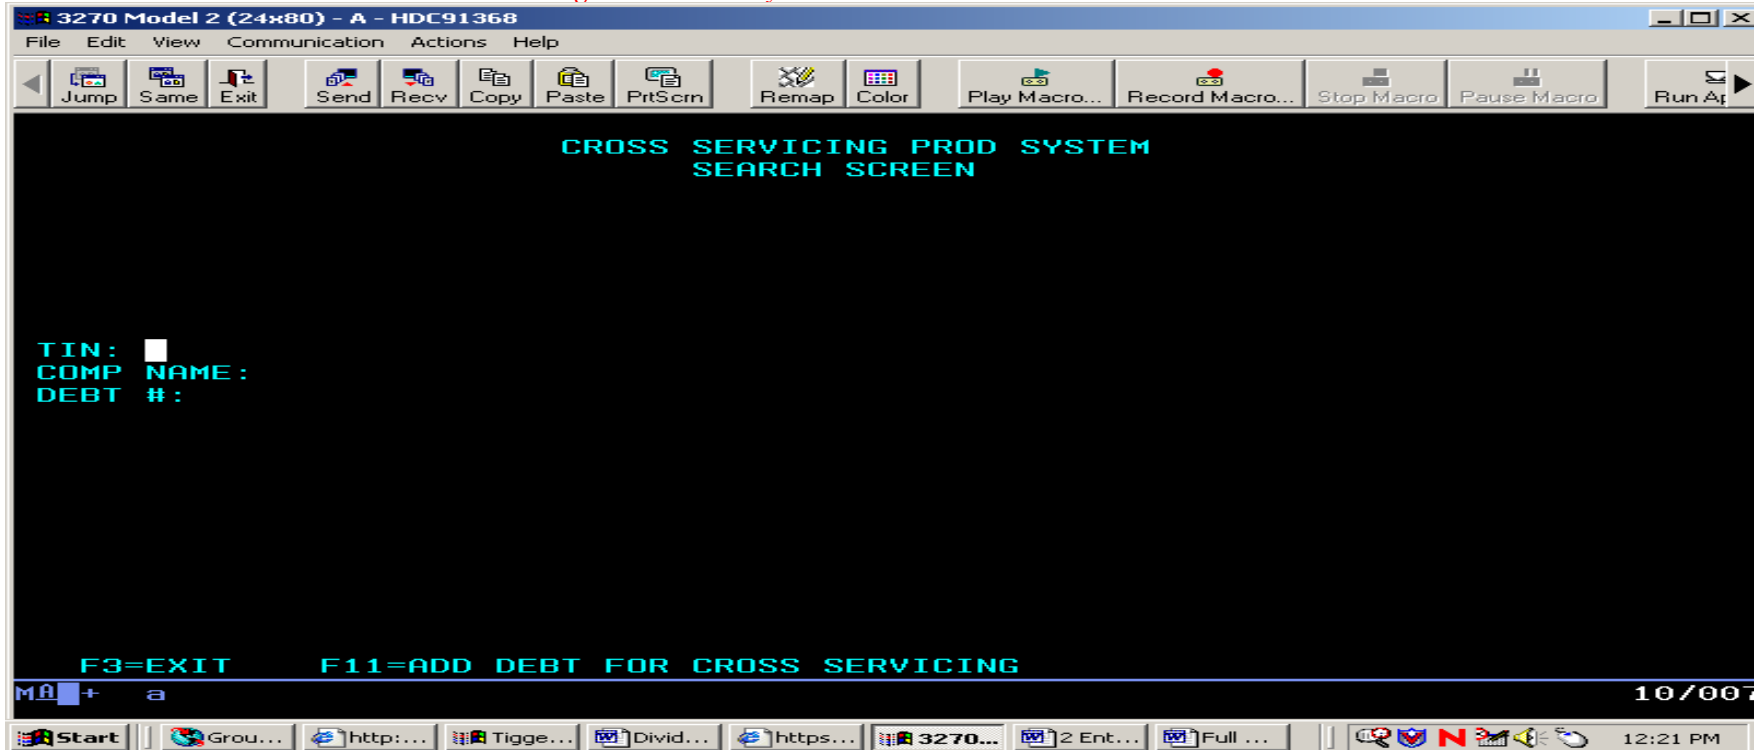 3270 Model 2 (24x80) - A - HDC91368
File Edit View Communication Actions Help
Jump Same Exit Send Recv Copy Paste PrtScrn Remap Color Play Macro... Record Macro... Stop Macro Pause Macro Run
CROSS SERVICING PROD SYSTEM
SEARCH SCREEN
TIN:
COMP NAME:
DEBT #:
F3=EXIT F11=ADD DEBT FOR CROSS SERVICING
MA + a 10/007
Start Grou... http:... Tigge... Divid... https... 3270... 2 Ent... Full ... N 12:21 PM